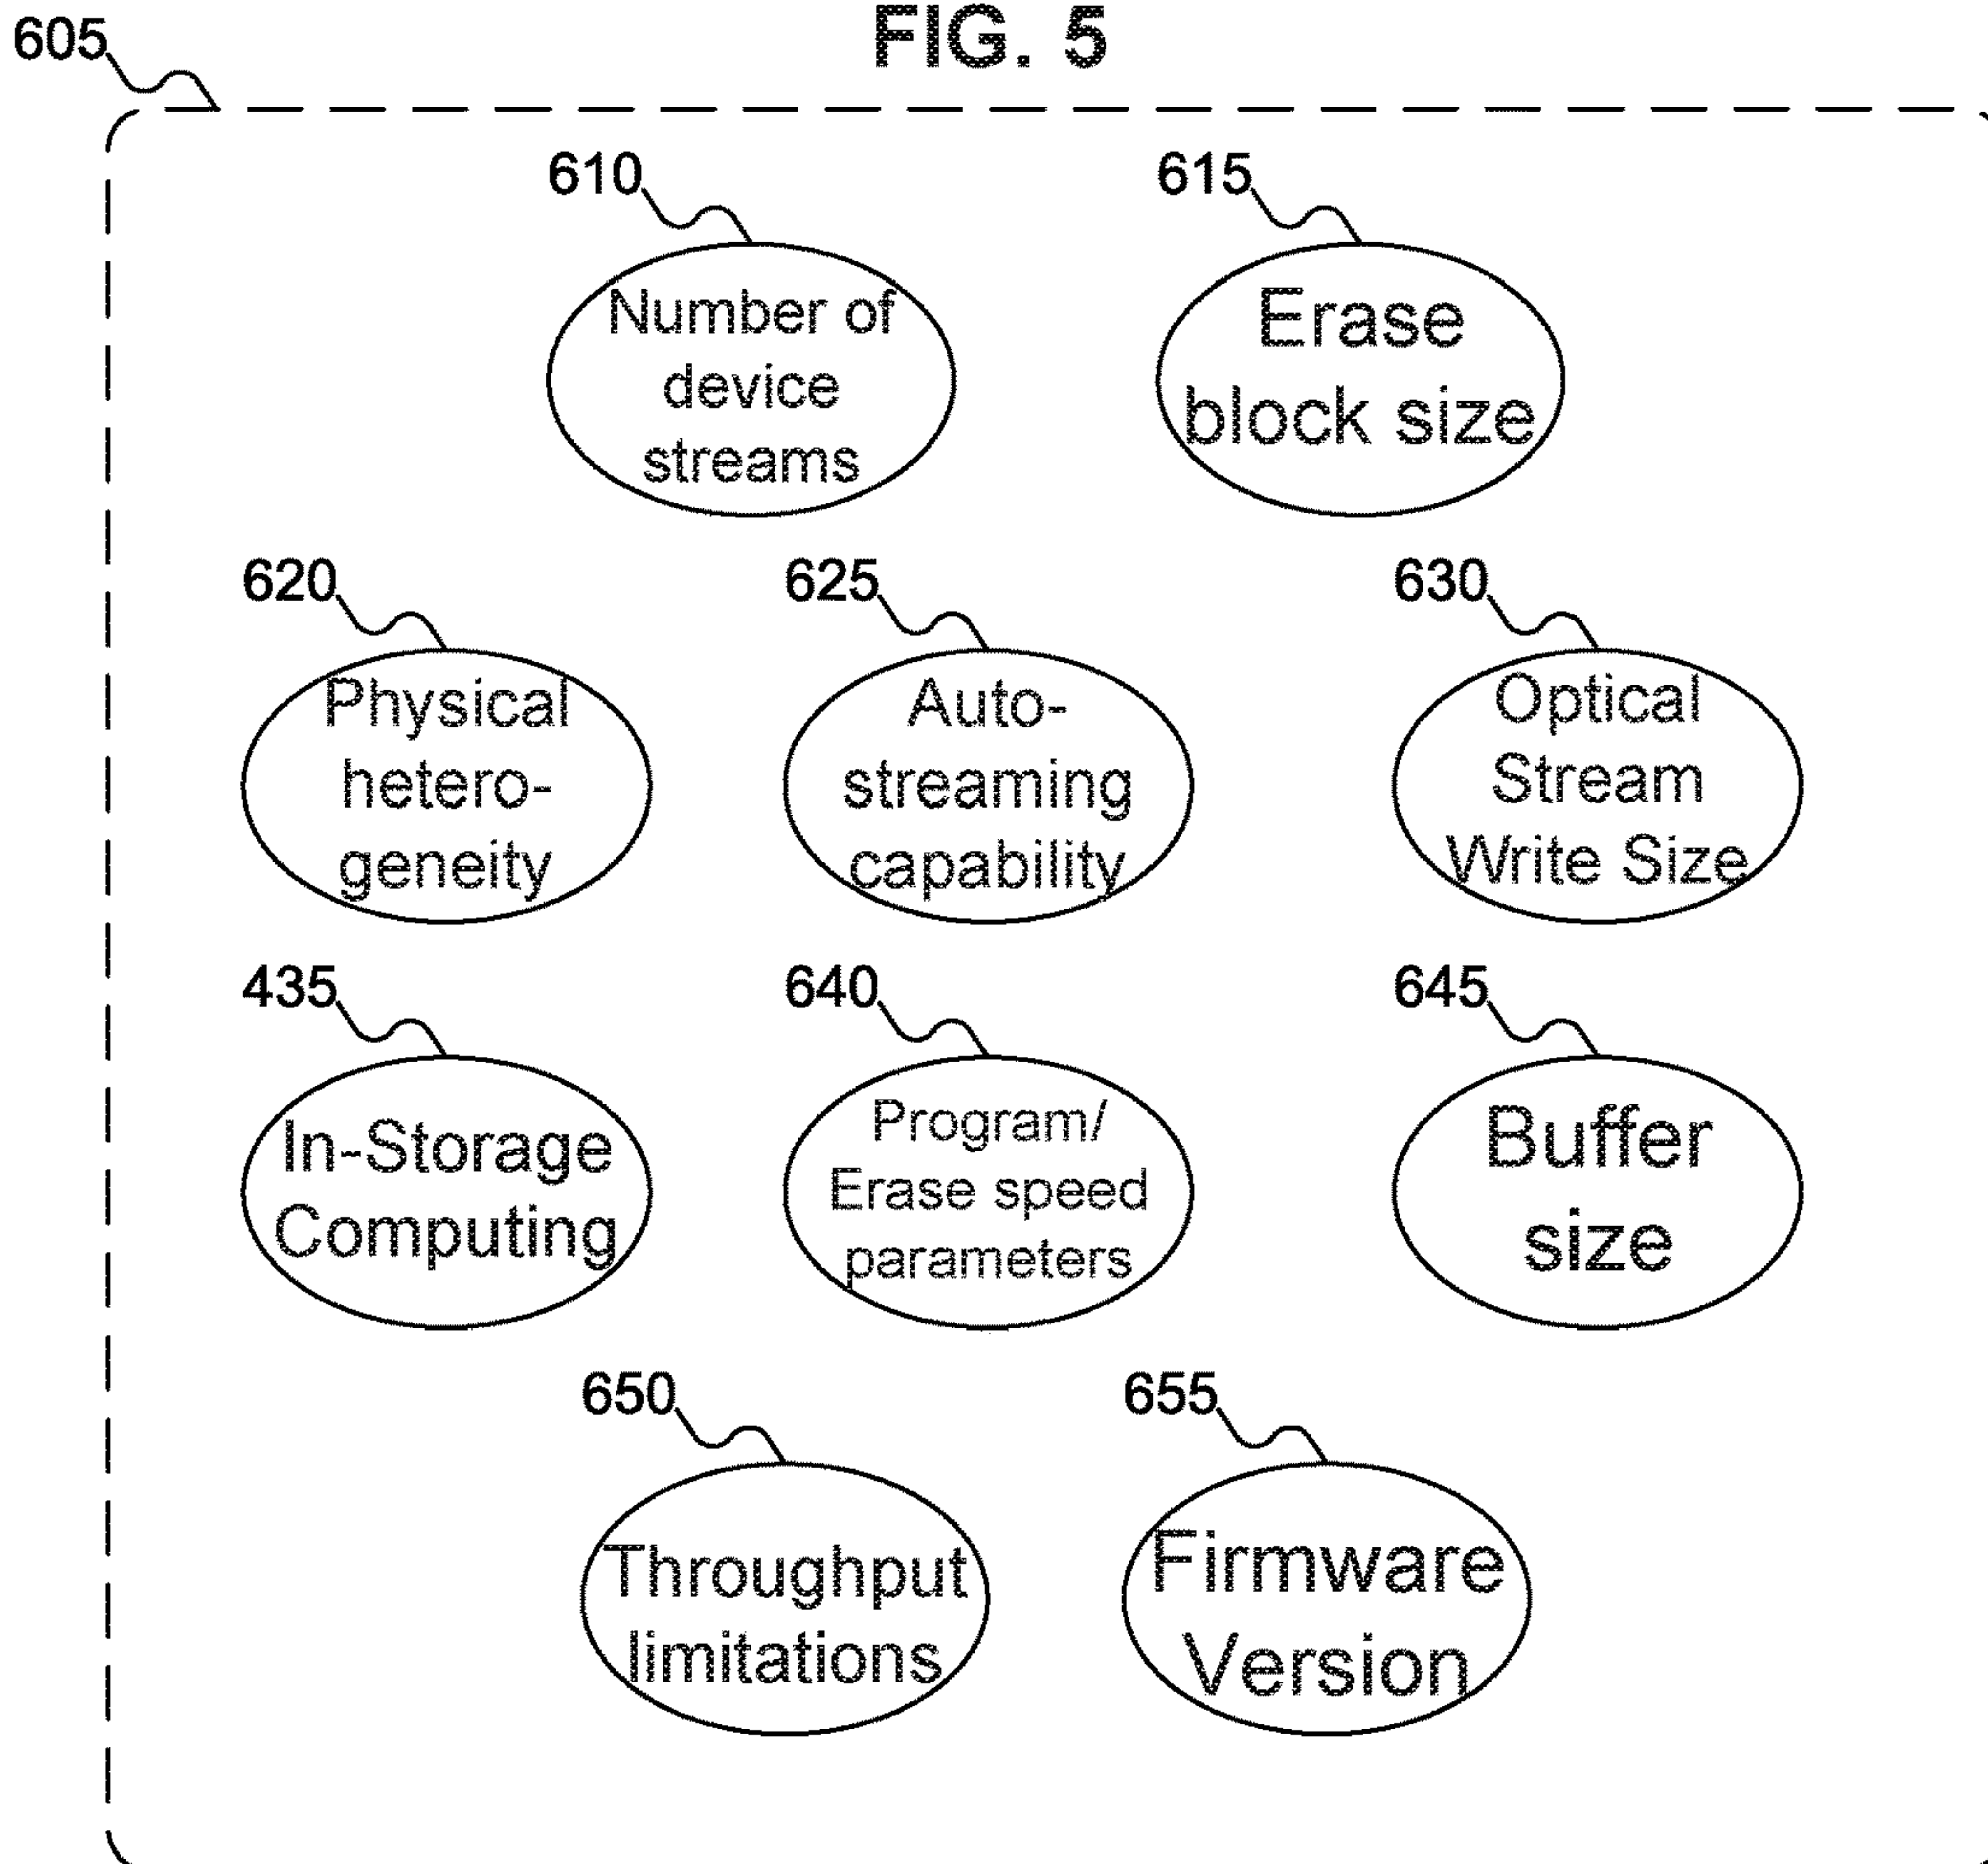 FIG. 5
605
610
615
Number of
device
streams
Erase
block size
620
625
630
Physical
hetero-
geneity
Auto-
streaming
capability
Optical
Stream
Write Size
435
640
645
In-Storage
Computing
Program/
Erase speed
parameters
Buffer
size
650
655
Throughput
limitations
Firmware
Version